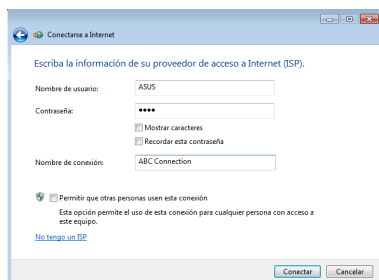 Conectarse a Internet
Escriba la información de su proveedor de acceso a Internet (ISP).
Nombre de usuario: ASUS
Contraseña: ●●●●
Mostrar caracteres
Recordar esta contraseña
Nombre de conexión: ABC Connection
Permitir que otras personas usen esta conexión
Esta opción permite el uso de esta conexión para cualquier persona con acceso a
este equipo.
No tengo un ISP
Conectar Cancelar